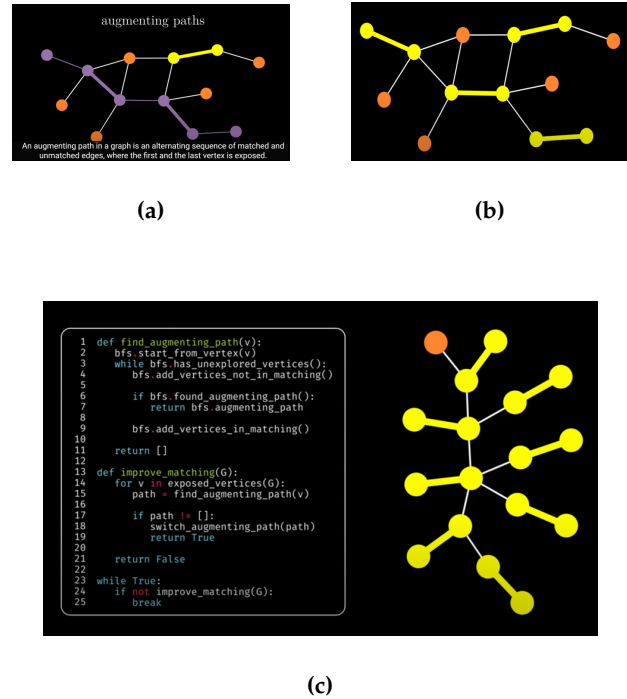 augmenting paths
An augmenting path in a graph is an alternating sequence of matched and
unmatched edges, where the first and the last vertex is exposed.
(a)
(b)
1 def find_augmenting_path(v):
2 bfs.start_from_vertex(v)
3 while bfs.has_unexplored_vertices():
4 bfs.add_vertices_not_in_matching()
5
6 if bfs.found_augmenting_path():
7 return bfs.augmenting_path
8
9 bfs.add_vertices_in_matching()
10
11 return []
12
13 def improve_matching(G):
14 for v in exposed_vertices(G):
15 path = find_augmenting_path(v)
16
17 if path != []:
18 switch_augmenting_path(path)
19 return True
20
21 return False
22
23 while True:
24 if not improve_matching(G):
25 break
(c)